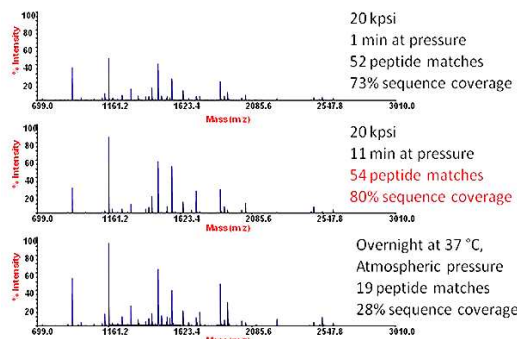 100
80
60
40
20
% Intensity
699.0 1161.2 1623.4 2085.6 2547.8 3010.0
Mass (m/z)
20 kpsi
1 min at pressure
52 peptide matches
73% sequence coverage
100
80
60
40
20
0
% Intensity
699.0 1161.2 1623.4 2085.6 2547.8 3010.0
Mass (m/z)
20 kpsi
11 min at pressure
54 peptide matches
80% sequence coverage
100
80
60
40
20
0
% Intensity
699.0 1161.2 1623.4 2085.6 2547.8 3010.0
Mass (m/z)
Overnight at 37 °C,
Atmospheric pressure
19 peptide matches
28% sequence coverage